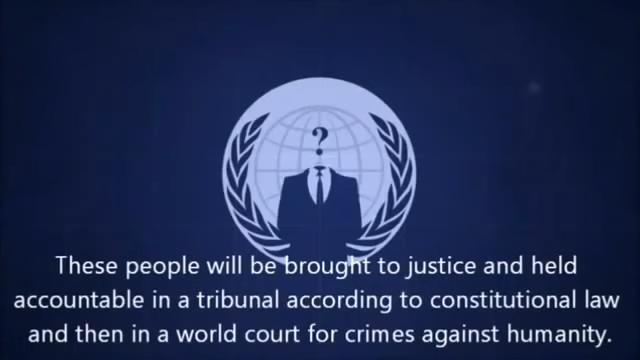 ?
These people will be brought to justice and held
accountable in a tribunal according to constitutional law
and then in a world court for crimes against humanity.